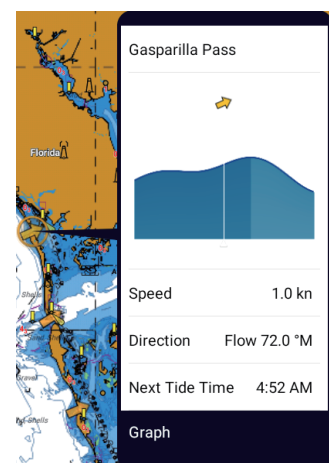 Gasparilla Pass
Florida
Speed 1.0 kn
Direction Flow 72.0 °M
Next Tide Time 4:52 AM
Graph